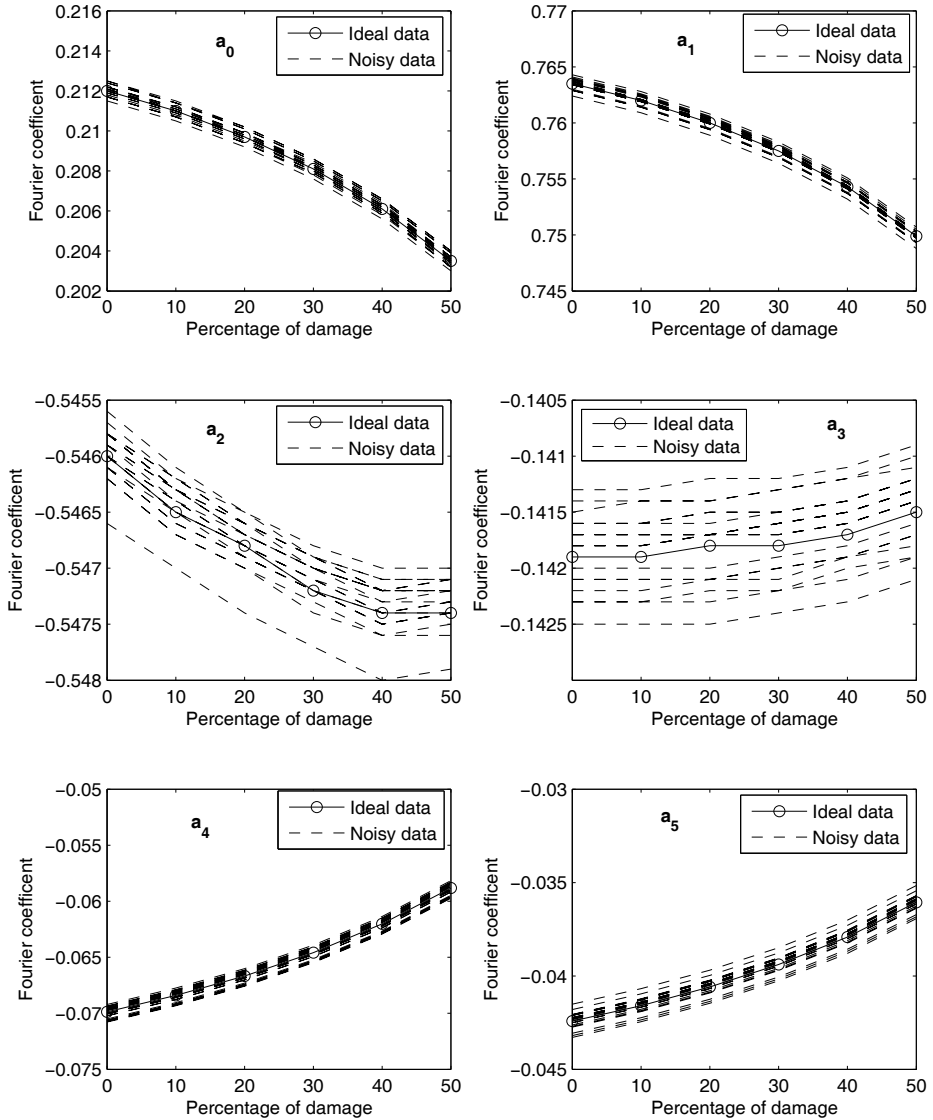 0.216
0.214
0.212
0.21
0.208
0.206
0.204
0.202
Fourier coefficent
a0
Ideal data
Noisy data
0 10 20 30 40 50
Percentage of damage
0.77
0.765
0.76
0.755
0.75
0.745
Fourier coefficent
a1
Ideal data
Noisy data
0 10 20 30 40 50
Percentage of damage
−0.5455
−0.546
−0.5465
−0.547
−0.5475
−0.548
Fourier coefficent
a2
Ideal data
Noisy data
0 10 20 30 40 50
Percentage of damage
−0.1405
−0.141
−0.1415
−0.142
−0.1425
Fourier coefficent
a3
Ideal data
Noisy data
0 10 20 30 40 50
Percentage of damage
−0.05
−0.055
−0.06
−0.065
−0.07
−0.075
Fourier coefficent
a4
Ideal data
Noisy data
0 10 20 30 40 50
Percentage of damage
−0.03
−0.035
−0.04
−0.045
Fourier coefficent
a5
Ideal data
Noisy data
0 10 20 30 40 50
Percentage of damage